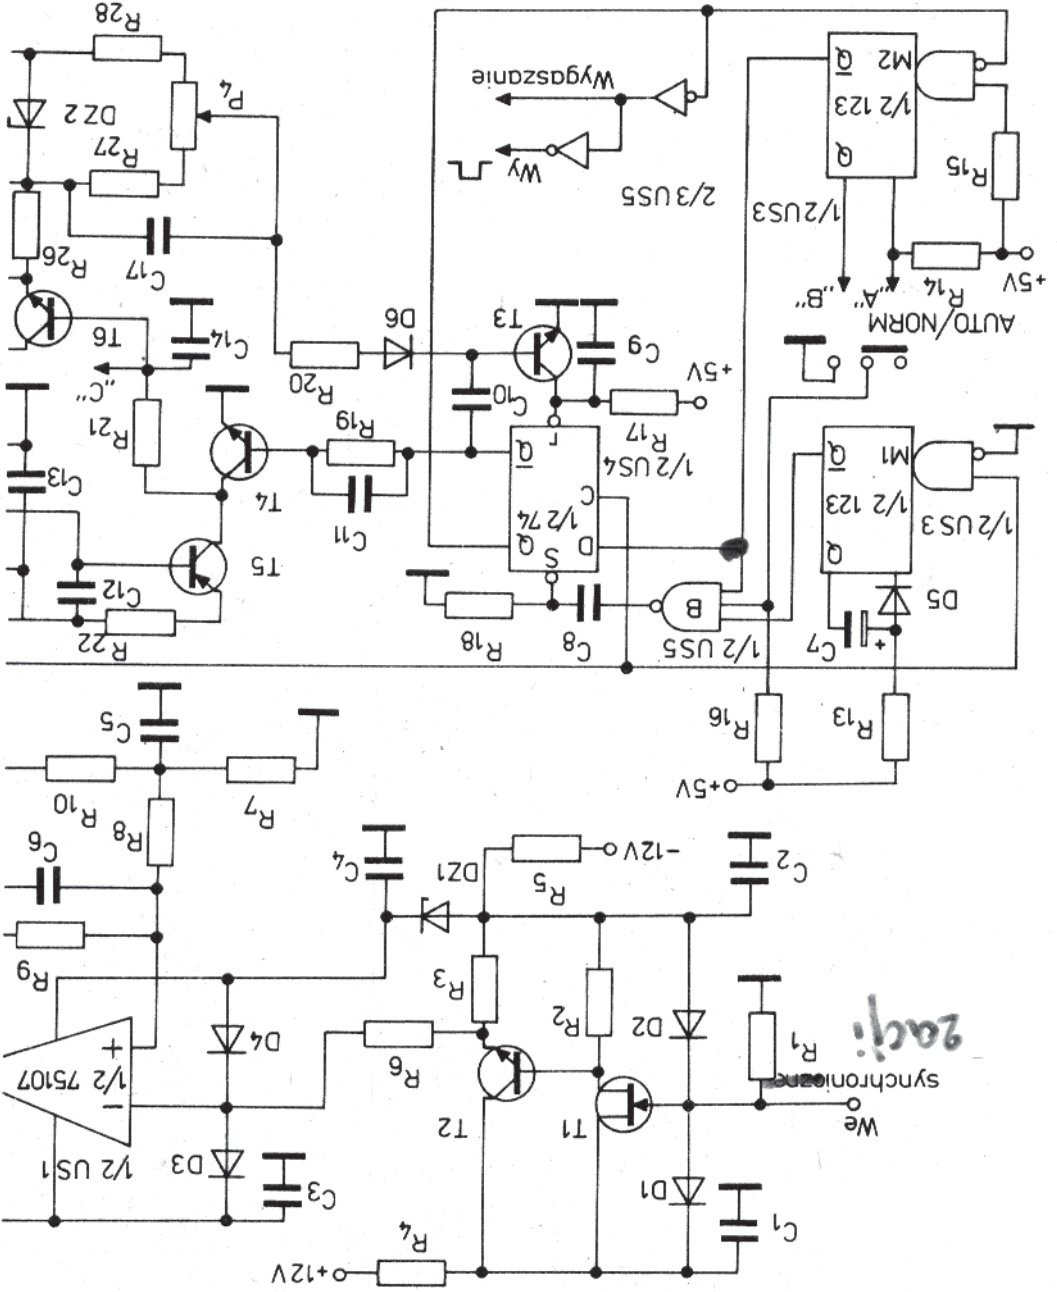 C1
R4
+12V
C3
D1
D3
1/2 US1
We
T1
T2
−
synchroniczne
1/2 75107
zacji
R1
D2
R2
R6
D4
+
R3
R9
R5
C2
DZ1
C4
−12V
C6
R8
R7
R10
+5V
R13
R16
C5
C7
+
1/2 US5
R18
C8
R22
D5
B
C12
S
T5
Q
D
Q
C11
1/2 US3
1/2 123
1/2 74
T4
C
C13
M1
Q
1/2 US4
Q
R17
r
R19
R21
C10
"C"
+5V
R20
C9
AUTO/NORM
T3
D6
C14
T6
+5V
R14
"A"
"B"
C17
R26
1/2 US3
2/3 US5
R15
Q
Wy
R27
1/2 123
DZ2
P4
Wygaszanie
M2
Q
R28